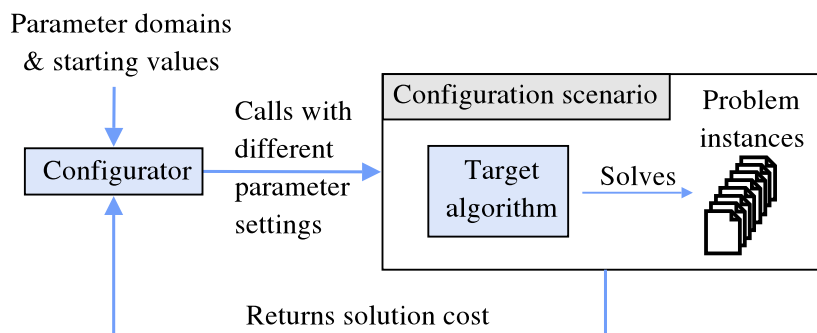 Parameter domains
& starting values
Configurator
Calls with
different
parameter
settings
Configuration scenario
Target
algorithm
Solves
Problem
instances
Returns solution cost